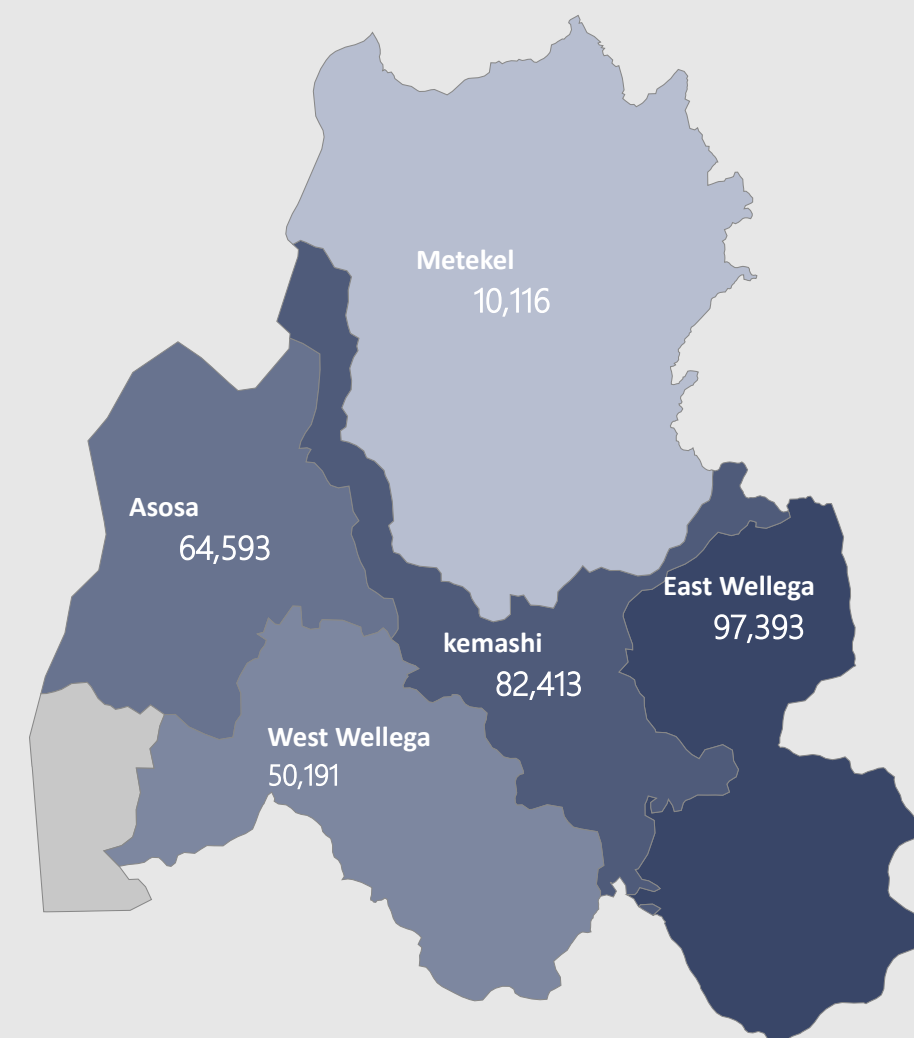 Metekel
10,116
Asosa
64,593
East Wellega
97,393
kemashi
82,413
West Wellega
50,191